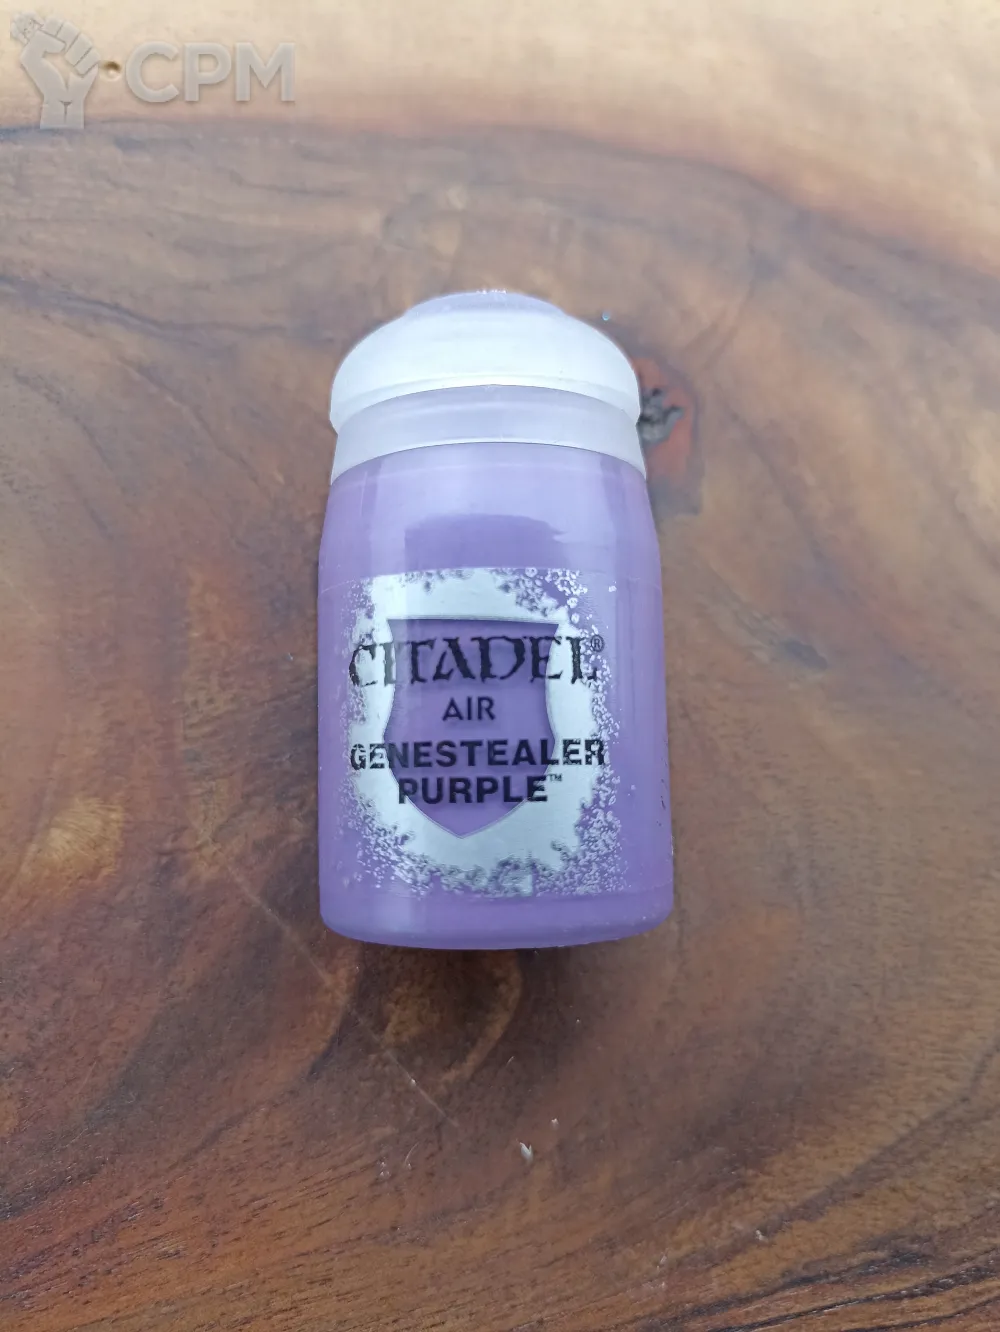 CPM
CITADEL®
AIR
GENESTEALER
PURPLE™